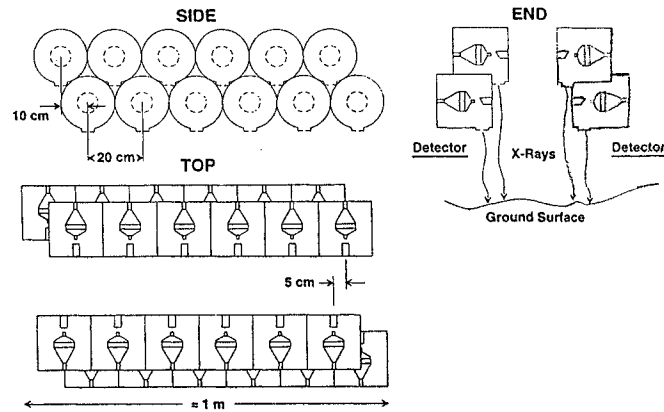 SIDE
10 cm
20 cm
TOP
5 cm
≈ 1 m
END
Detector
X-Rays
Detector
Ground Surface